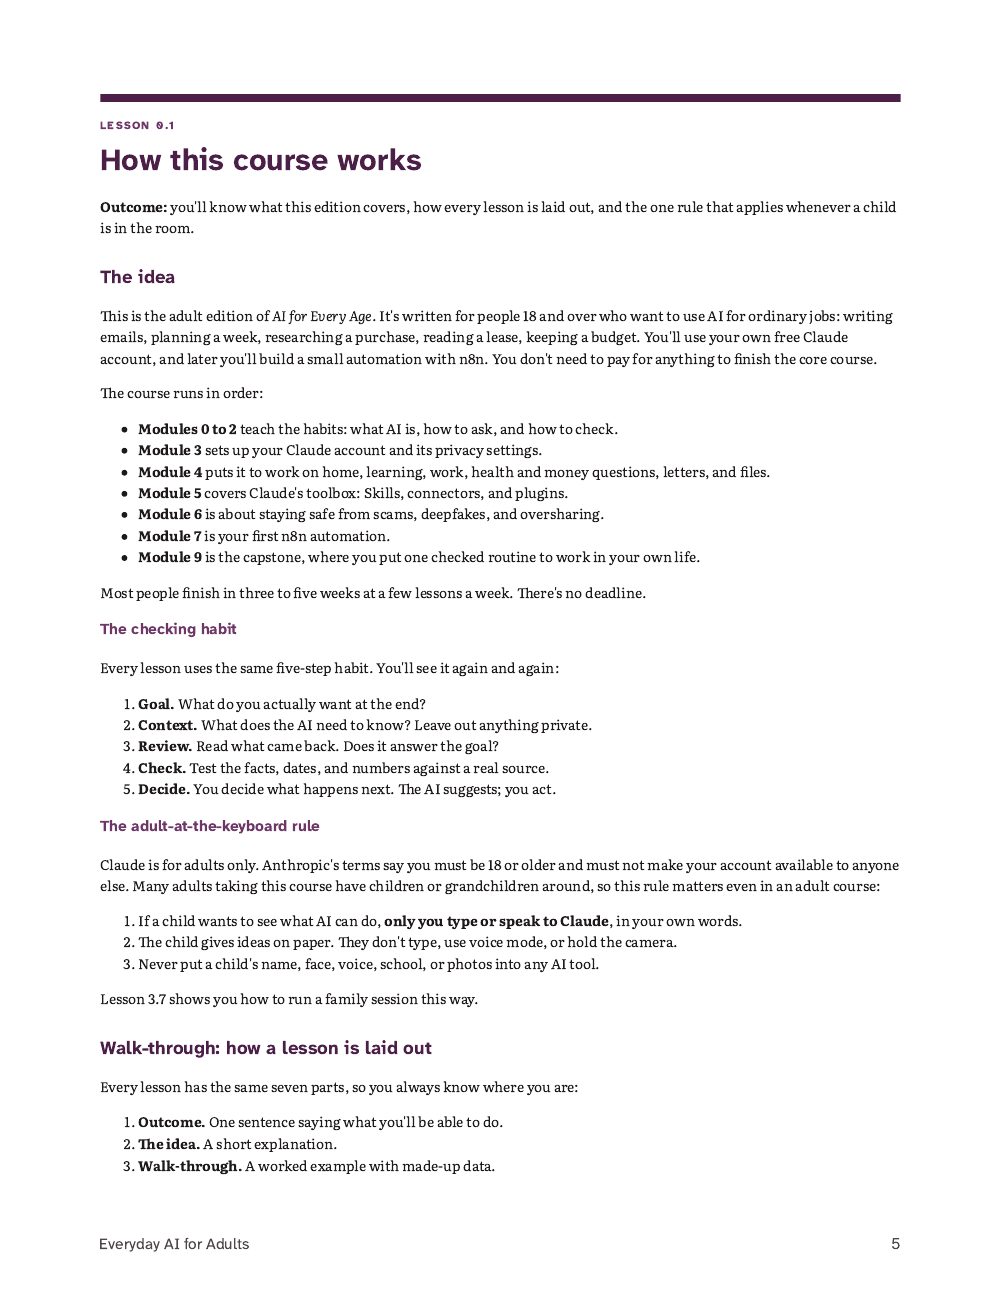 LESSON 0.1
How this course works
Outcome: you'll know what this edition covers, how every lesson is laid out, and the one rule that applies whenever a child
is in the room.
The idea
This is the adult edition of AI for Every Age. It's written for people 18 and over who want to use AI for ordinary jobs: writing
emails, planning a week, researching a purchase, reading a lease, keeping a budget. You'll use your own free Claude
account, and later you'll build a small automation with n8n. You don't need to pay for anything to finish the core course.
The course runs in order:
• Modules 0 to 2 teach the habits: what AI is, how to ask, and how to check.
• Module 3 sets up your Claude account and its privacy settings.
• Module 4 puts it to work on home, learning, work, health and money questions, letters, and files.
• Module 5 covers Claude's toolbox: Skills, connectors, and plugins.
• Module 6 is about staying safe from scams, deepfakes, and oversharing.
• Module 7 is your first n8n automation.
• Module 9 is the capstone, where you put one checked routine to work in your own life.
Most people finish in three to five weeks at a few lessons a week. There's no deadline.
The checking habit
Every lesson uses the same five-step habit. You'll see it again and again:
1. Goal. What do you actually want at the end?
2. Context. What does the AI need to know? Leave out anything private.
3. Review. Read what came back. Does it answer the goal?
4. Check. Test the facts, dates, and numbers against a real source.
5. Decide. You decide what happens next. The AI suggests; you act.
The adult-at-the-keyboard rule
Claude is for adults only. Anthropic's terms say you must be 18 or older and must not make your account available to anyone
else. Many adults taking this course have children or grandchildren around, so this rule matters even in an adult course:
1. If a child wants to see what AI can do, only you type or speak to Claude, in your own words.
2. The child gives ideas on paper. They don't type, use voice mode, or hold the camera.
3. Never put a child's name, face, voice, school, or photos into any AI tool.
Lesson 3.7 shows you how to run a family session this way.
Walk-through: how a lesson is laid out
Every lesson has the same seven parts, so you always know where you are:
1. Outcome. One sentence saying what you'll be able to do.
2. The idea. A short explanation.
3. Walk-through. A worked example with made-up data.
Everyday AI for Adults
5